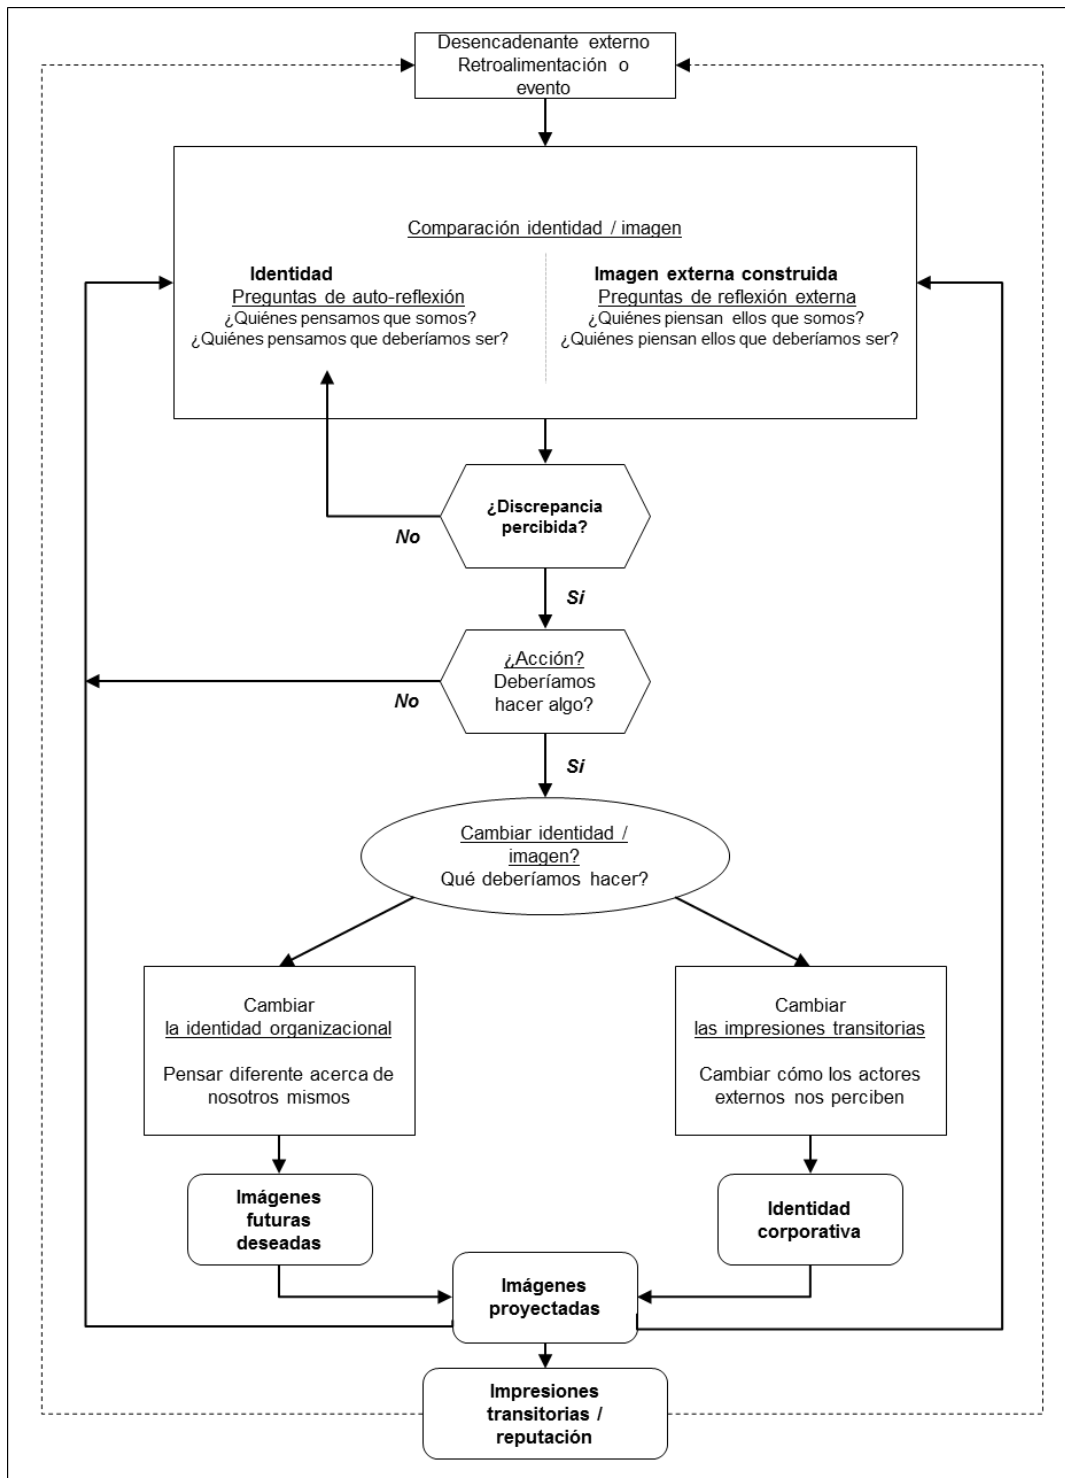 Desencadenante externo
Retroalimentación o
evento
Comparación identidad / imagen
Identidad
Preguntas de auto-reflexión
¿Quiénes pensamos que somos?
¿Quiénes pensamos que deberíamos ser?
Imagen externa construida
Preguntas de reflexión externa
¿Quiénes piensan ellos que somos?
¿Quiénes piensan ellos que deberíamos ser?
¿Discrepancia
percibida?
No
Si
¿Acción?
Deberíamos
hacer algo?
No
Si
Cambiar identidad /
imagen?
Qué deberíamos hacer?
Cambiar
la identidad organizacional
Pensar diferente acerca de
nosotros mismos
Cambiar
las impresiones transitorias
Cambiar cómo los actores
externos nos perciben
Imágenes
futuras
deseadas
Identidad
corporativa
Imágenes
proyectadas
Impresiones
transitorias /
reputación